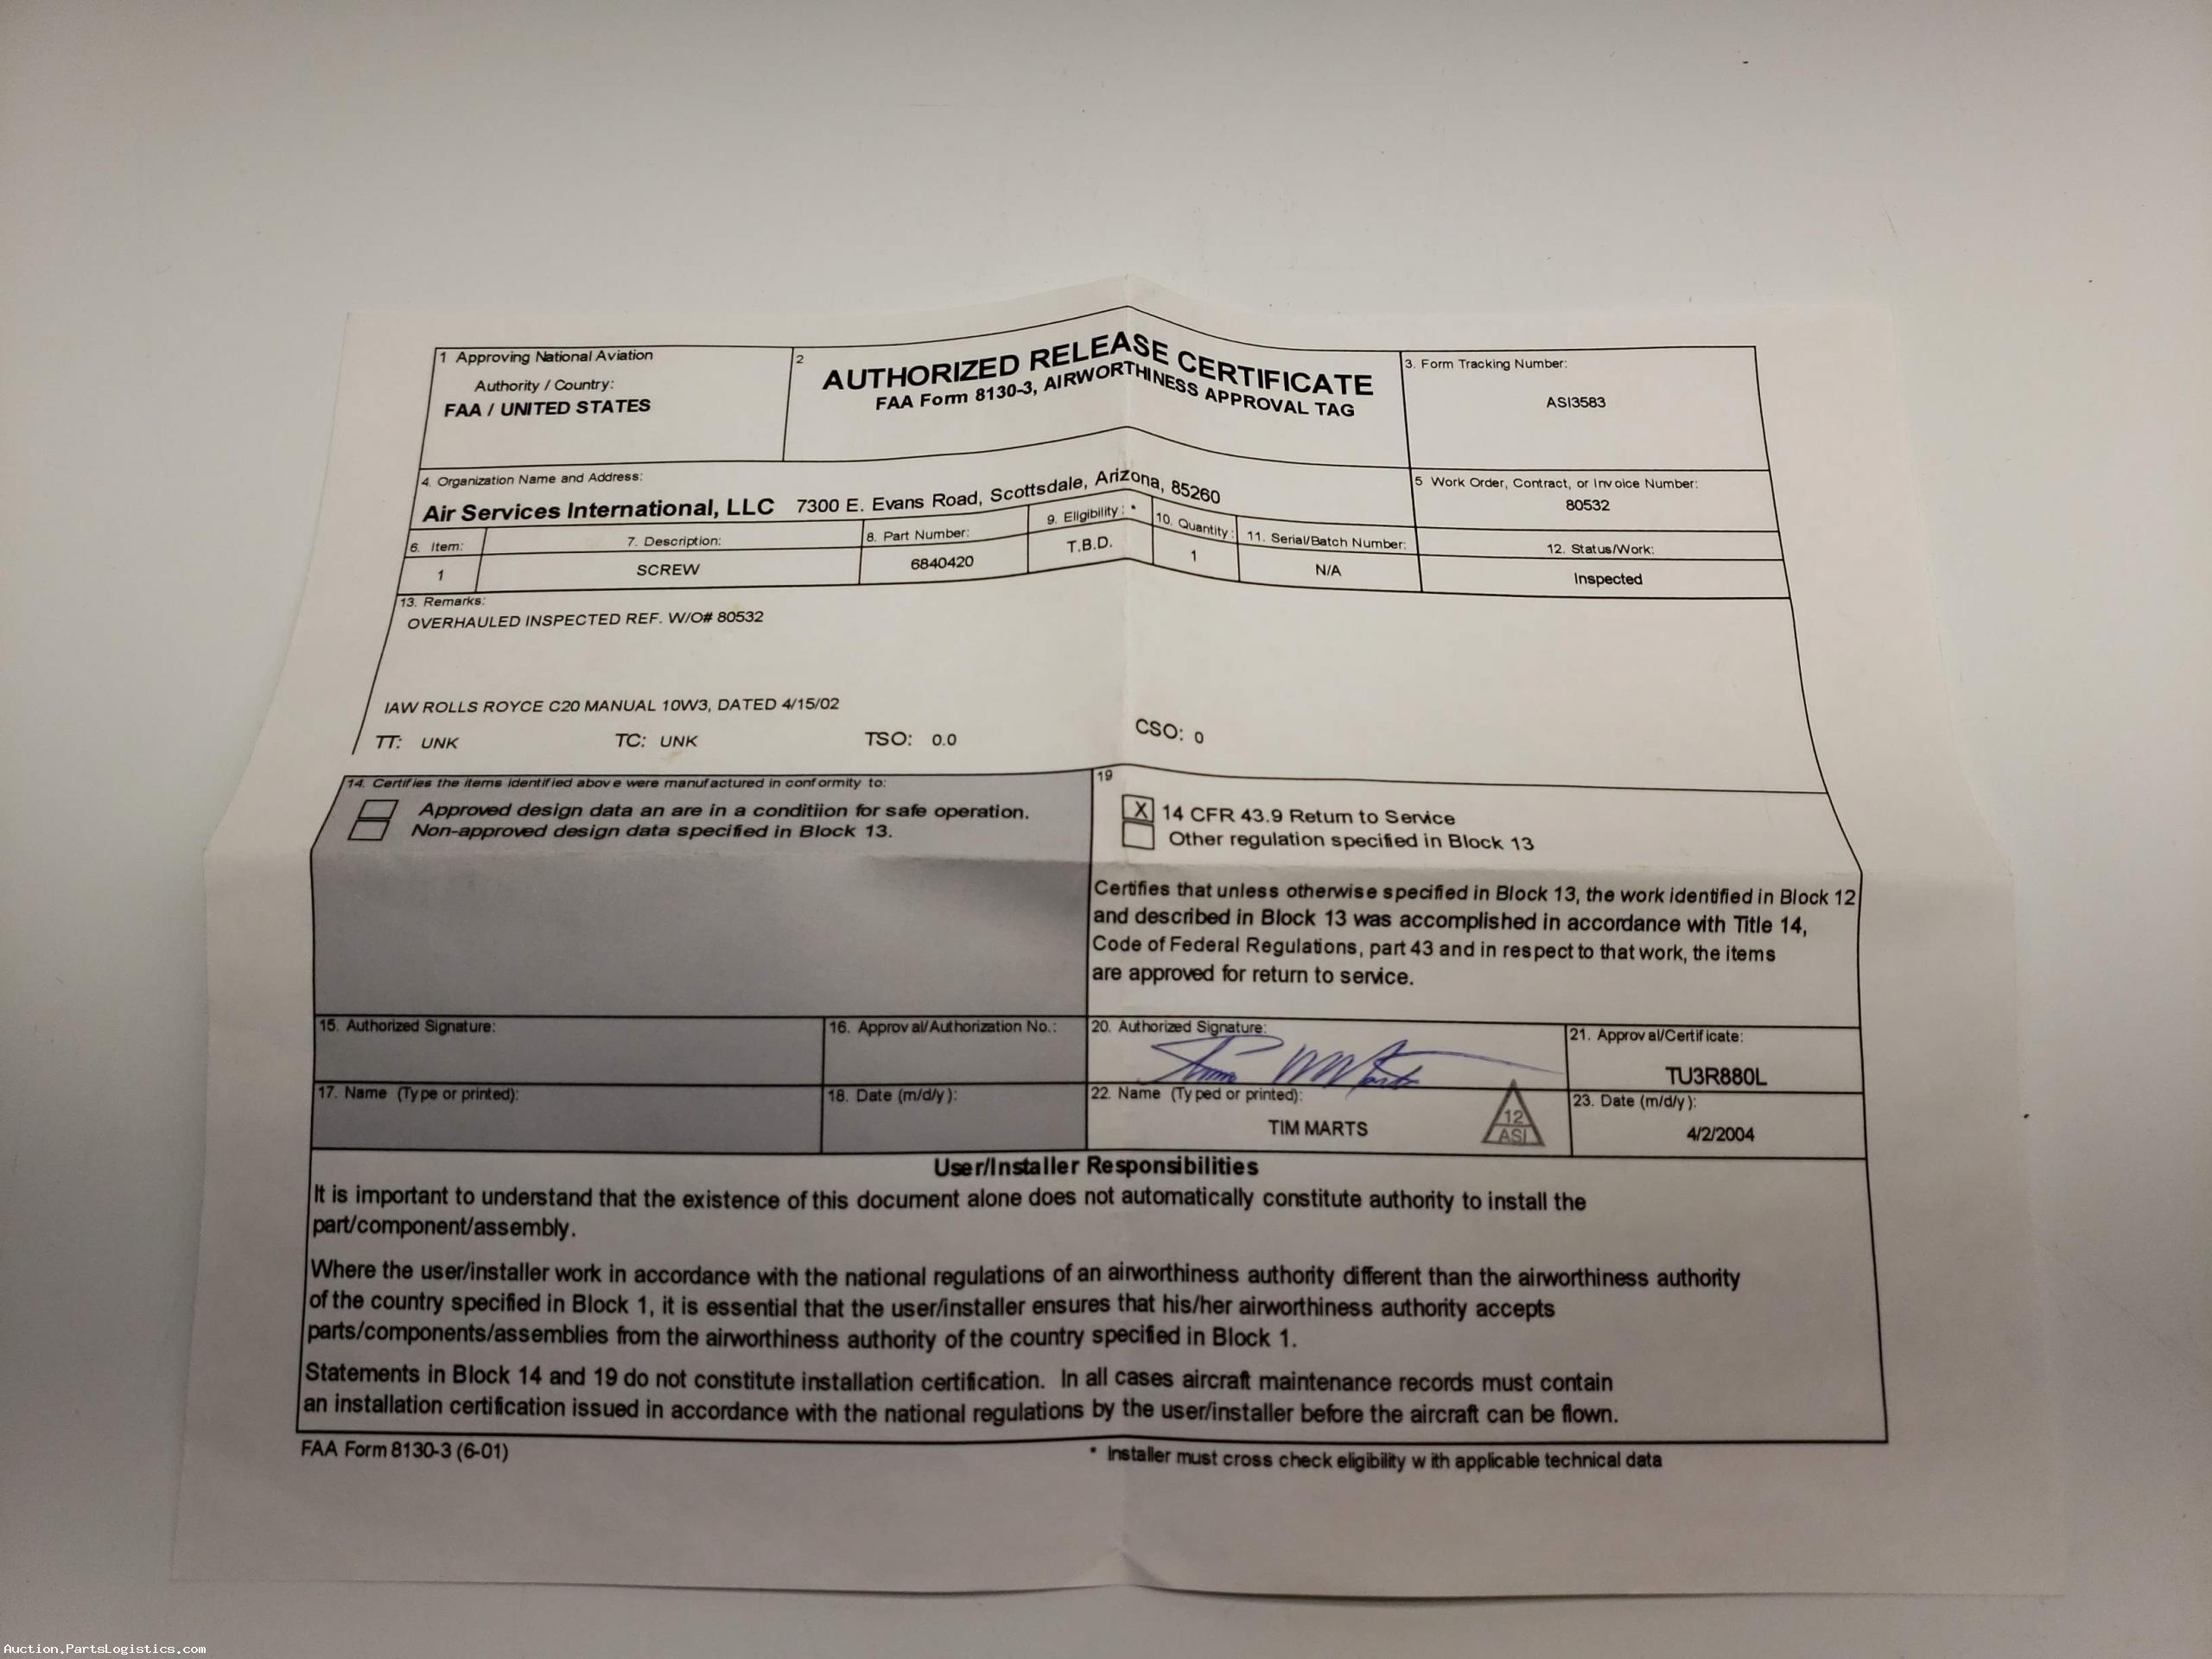 1 Approving National Aviation
Authority / Country:
FAA / UNITED STATES
2
AUTHORIZED RELEASE CERTIFICATE
FAA Form 8130-3, AIRWORTHINESS APPROVAL TAG
3. Form Tracking Number:
ASI3583
4. Organization Name and Address:
Air Services International, LLC 7300 E. Evans Road, Scottsdale, Arizona, 85260
5 Work Order, Contract, or Invoice Number:
80532
6. Item: 7. Description: 8. Part Number: 9. Eligibility: * 10. Quantity: 11. Serial/Batch Number: 12. Status/Work:
1 SCREW 6840420 T.B.D. 1 N/A Inspected
13. Remarks:
OVERHAULED INSPECTED REF. W/O# 80532
IAW ROLLS ROYCE C20 MANUAL 10W3, DATED 4/15/02
TT: UNK TC: UNK TSO: 0.0 CSO: 0
14. Certifies the items identified above were manufactured in conformity to:
Approved design data an are in a conditiion for safe operation.
Non-approved design data specified in Block 13.
19
X 14 CFR 43.9 Return to Service
Other regulation specified in Block 13
Certifies that unless otherwise specified in Block 13, the work identified in Block 12
and described in Block 13 was accomplished in accordance with Title 14,
Code of Federal Regulations, part 43 and in respect to that work, the items
are approved for return to service.
15. Authorized Signature: 16. Approval/Authorization No.:
17. Name (Type or printed): 18. Date (m/d/y):
20. Authorized Signature:
Tim Marts
21. Approval/Certificate:
TU3R880L
22. Name (Typed or printed):
TIM MARTS
12
ASI
23. Date (m/d/y):
4/2/2004
User/Installer Responsibilities
It is important to understand that the existence of this document alone does not automatically constitute authority to install the
part/component/assembly.
Where the user/installer work in accordance with the national regulations of an airworthiness authority different than the airworthiness authority
of the country specified in Block 1, it is essential that the user/installer ensures that his/her airworthiness authority accepts
parts/components/assemblies from the airworthiness authority of the country specified in Block 1.
Statements in Block 14 and 19 do not constitute installation certification. In all cases aircraft maintenance records must contain
an installation certification issued in accordance with the national regulations by the user/installer before the aircraft can be flown.
FAA Form 8130-3 (6-01)
* Installer must cross check eligibility with applicable technical data
Auction.PartsLogistics.com